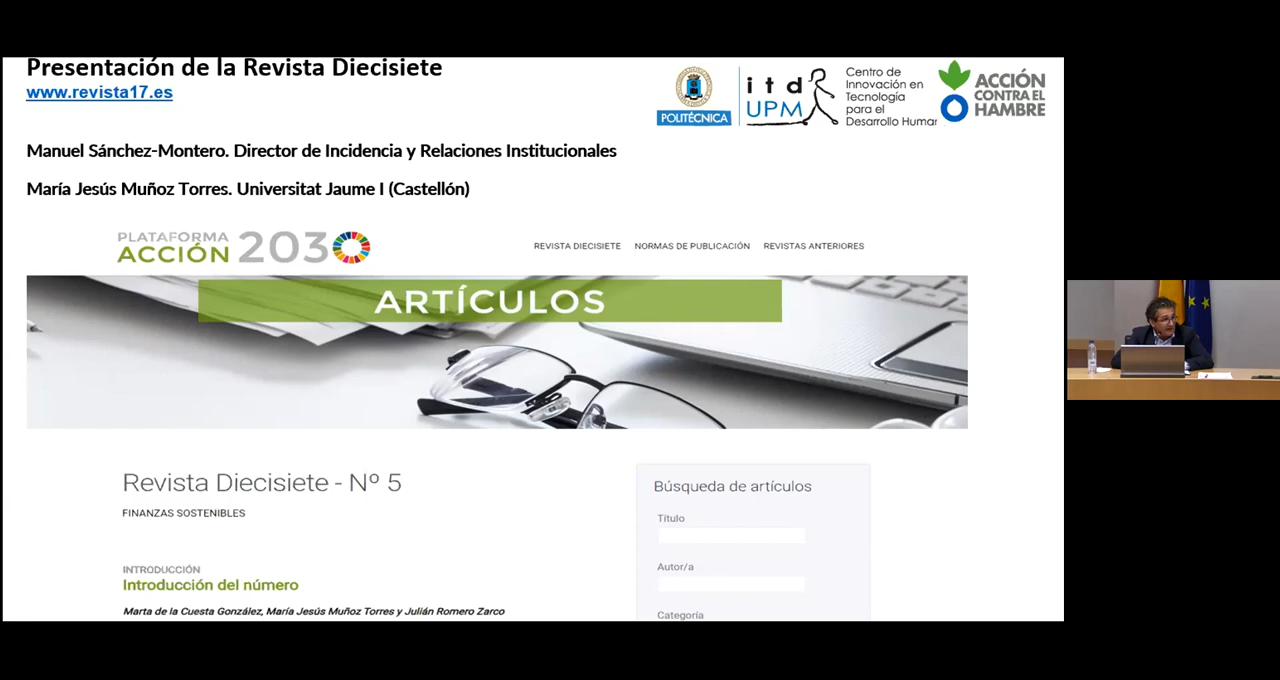 Presentación de la Revista Diecisiete
www.revista17.es
POLITÉCNICA
itd
UPM
Centro de
Innovación en
Tecnología
para el
Desarrollo Humar
ACCIÓN
CONTRA EL
HAMBRE
Manuel Sánchez-Montero. Director de Incidencia y Relaciones Institucionales
María Jesús Muñoz Torres. Universitat Jaume I (Castellón)
PLATAFORMA
ACCIÓN 2030
REVISTA DIECISIETE NORMAS DE PUBLICACIÓN REVISTAS ANTERIORES
ARTÍCULOS
Revista Diecisiete - Nº 5
FINANZAS SOSTENIBLES
INTRODUCCIÓN
Introducción del número
Marta de la Cuesta González, María Jesús Muñoz Torres y Julián Romero Zarco
Búsqueda de artículos
Título
Autor/a
Categoría